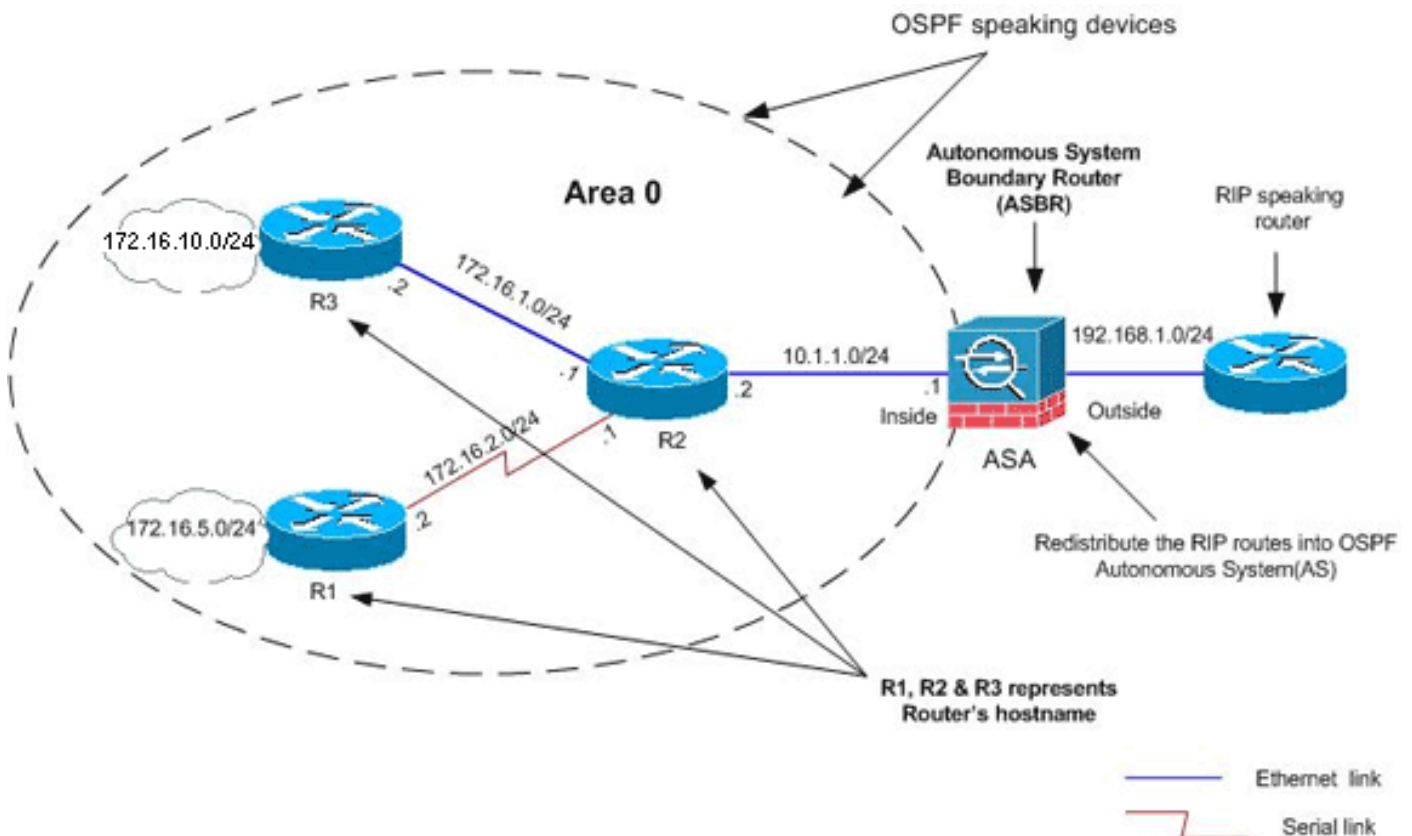 OSPF speaking devices
Autonomous System
Boundary Router
(ASBR)
RIP speaking
router
Area 0
172.16.10.0/24
R3
.2
172.16.1.0/24
.1
192.168.1.0/24
10.1.1.0/24
.2
.1
Inside
Outside
R2
ASA
172.16.2.0/24
.1
.2
172.16.5.0/24
R1
Redistribute the RIP routes into OSPF
Autonomous System(AS)
R1, R2 & R3 represents
Router's hostname
Ethernet link
Serial link